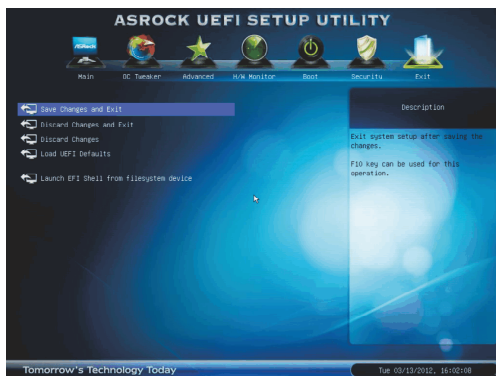 ASROCK UEFI SETUP UTILITY
ASRock
Main OC Tweaker Advanced H/W Monitor Boot Security Exit
Save Changes and Exit
Discard Changes and Exit
Discard Changes
Load UEFI Defaults
Launch EFI Shell from filesystem device
Description
Exit system setup after saving the
changes.
F10 key can be used for this
operation.
Tomorrow's Technology Today
Tue 03/13/2012, 16:02:08